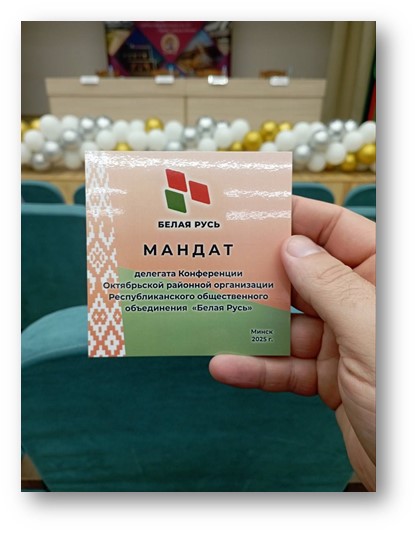 БЕЛАЯ РУСЬ
МАНДАТ
делегата Конференции
Октябрьской районной организации
Республиканского общественного
объединения «Белая Русь»
Минск
2025 г.